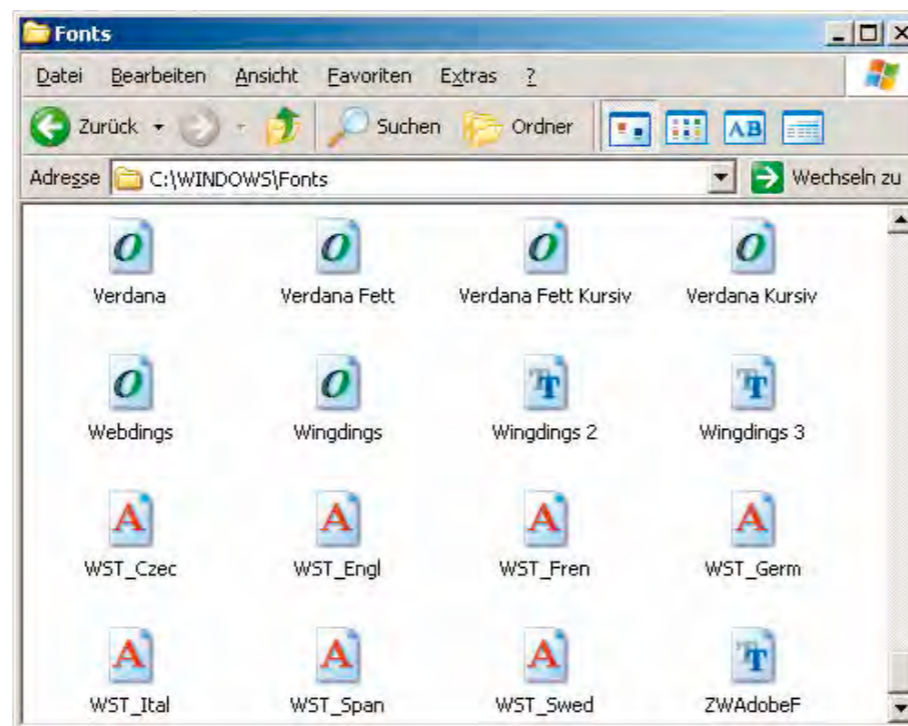 Fonts
Datei Bearbeiten Ansicht Favoriten Extras ?
Zurück Suchen Ordner AB
Adresse C:\WINDOWS\Fonts Wechseln zu
Verdana Verdana Fett Verdana Fett Kursiv Verdana Kursiv
Webdings Wingdings Wingdings 2 Wingdings 3
WST_Czec WST_Engl WST_Fren WST_Germ
WST_Ital WST_Span WST_Swed ZWAdobeF